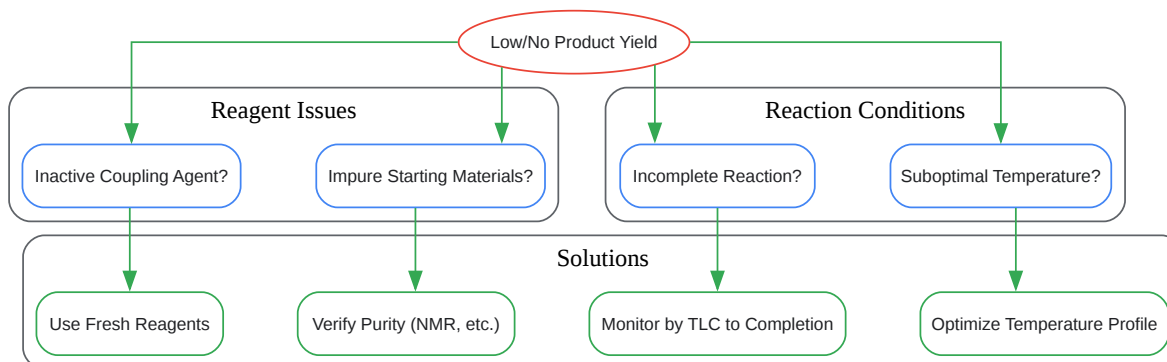 Low/No Product Yield
Reagent Issues
Reaction Conditions
Inactive Coupling Agent?
Impure Starting Materials?
Incomplete Reaction?
Suboptimal Temperature?
Solutions
Use Fresh Reagents
Verify Purity (NMR, etc.)
Monitor by TLC to Completion
Optimize Temperature Profile